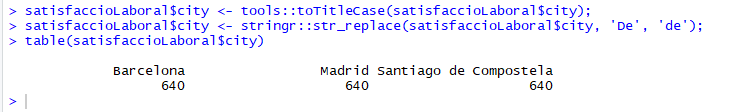 > satisfaccioLaboral$city <- tools::toTitleCase(satisfaccioLaboral$city);
> satisfaccioLaboral$city <- stringr::str_replace(satisfaccioLaboral$city, 'De', 'de');
> table(satisfaccioLaboral$city)
Barcelona Madrid Santiago de Compostela
640 640 640
>